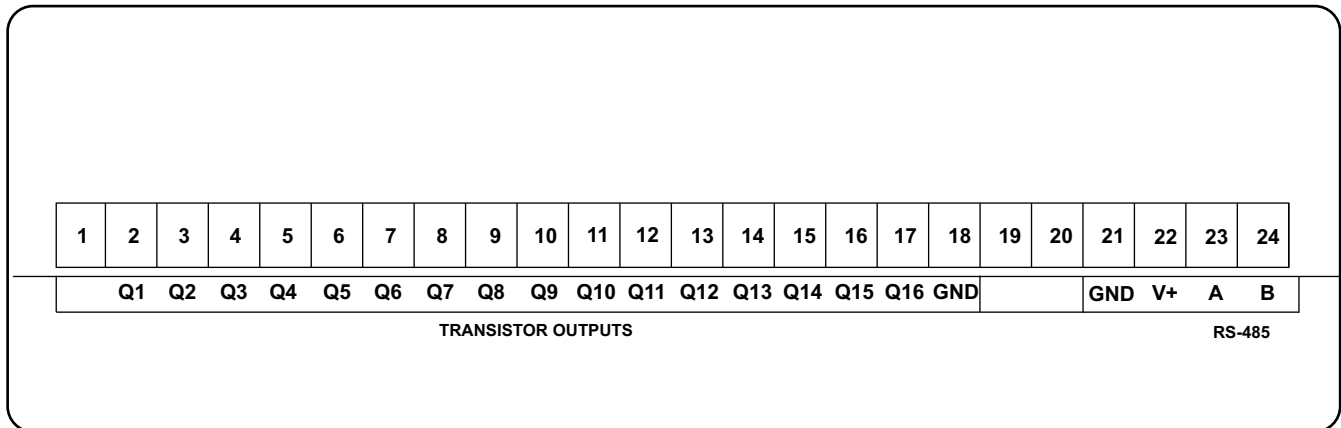 1 2 3 4 5 6 7 8 9 10 11 12 13 14 15 16 17 18 19 20 21 22 23 24
Q1 Q2 Q3 Q4 Q5 Q6 Q7 Q8 Q9 Q10 Q11 Q12 Q13 Q14 Q15 Q16 GND GND V+ A B
TRANSISTOR OUTPUTS RS-485